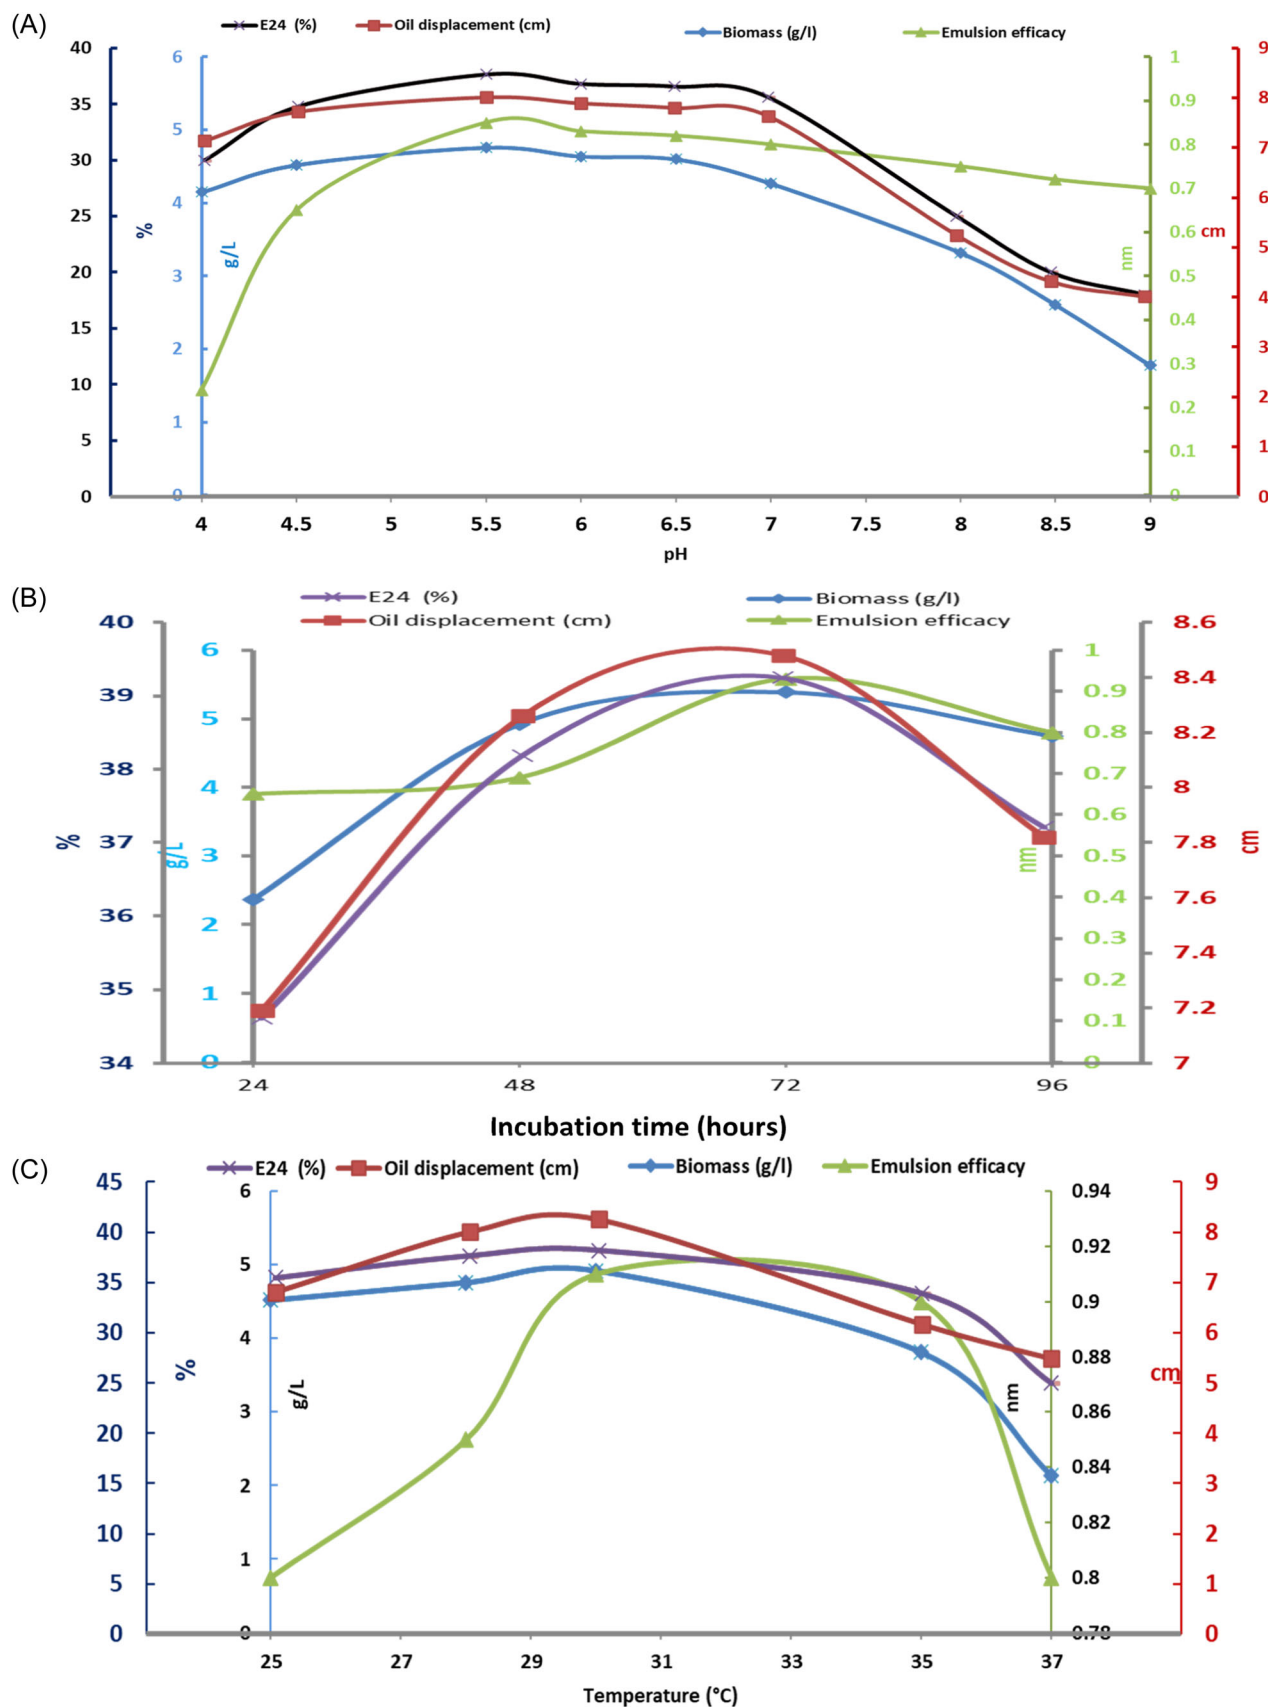 (A)
E24 (%) Oil displacement (cm) Biomass (g/l) Emulsion efficacy
40 35 30 25 20 15 10 5 0
%
6 5 4 3 2 1 0
g/L
1 0.9 0.8 0.7 0.6 0.5 0.4 0.3 0.2 0.1 0
nm
9 8 7 6 5 4 3 2 1 0
cm
4 4.5 5 5.5 6 6.5 7 7.5 8 8.5 9
pH
(B)
E24 (%) Biomass (g/l)
Oil displacement (cm) Emulsion efficacy
40 39 38 37 36 35 34
%
6 5 4 3 2 1 0
g/L
1 0.9 0.8 0.7 0.6 0.5 0.4 0.3 0.2 0.1 0
nm
8.6 8.4 8.2 8 7.8 7.6 7.4 7.2 7
cm
24 48 72 96
Incubation time (hours)
(C)
E24 (%) Oil displacement (cm) Biomass (g/l) Emulsion efficacy
45 40 35 30 25 20 15 10 5 0
%
6 5 4 3 2 1 0
g/L
0.94 0.92 0.9 0.88 0.86 0.84 0.82 0.8 0.78
nm
9 8 7 6 5 4 3 2 1 0
cm
25 27 29 31 33 35 37
Temperature (°C)